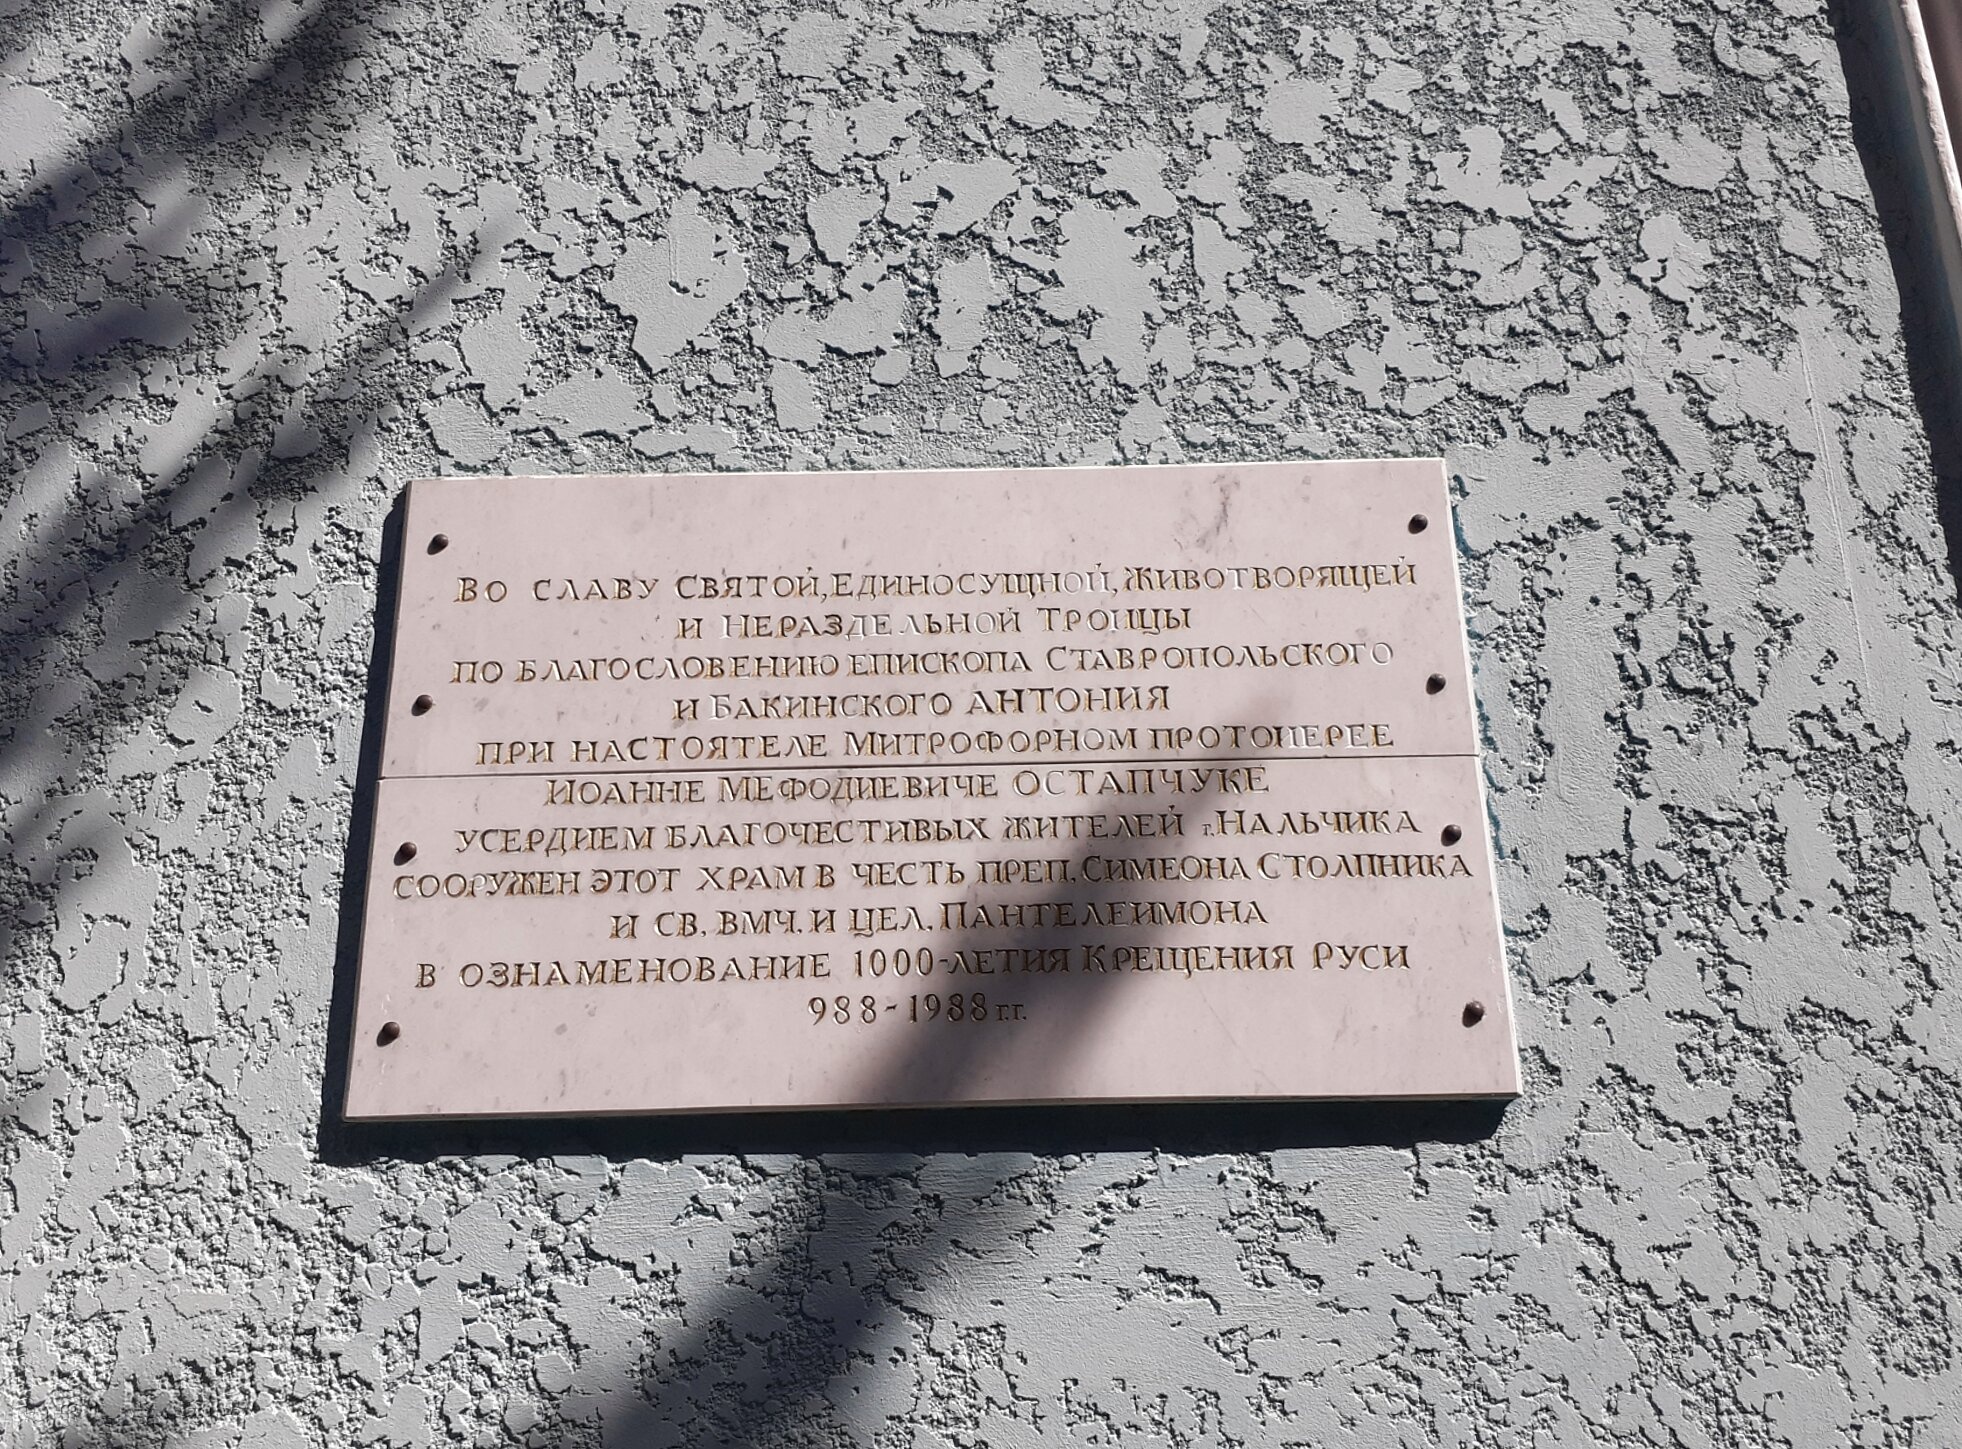 Во славу Святой, Единосущной, Животворящей
и Нераздельной Троицы
по благословению епископа Ставропольского
и Бакинского Антония
при настоятеле митрофорном протоиерее
Иоанне Мефодиевиче Остапчуке
усердием благочестивых жителей г. Нальчика
сооружен этот храм в честь преп. Симеона Столпника
и св. вмч. и цел. Пантелеимона
в ознаменование 1000-летия Крещения Руси
988-1988 г.г.